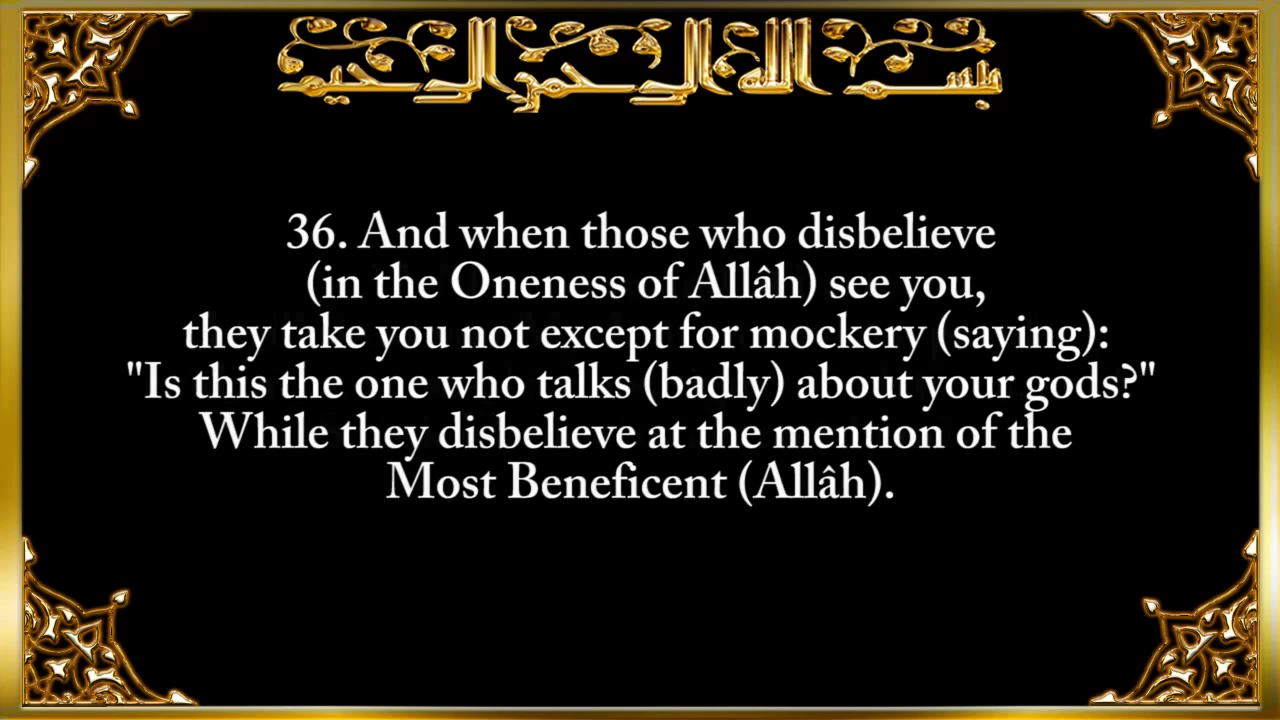 بسم الله الرحمن الرحيم
36. And when those who disbelieve
(in the Oneness of Allâh) see you,
they take you not except for mockery (saying):
"Is this the one who talks (badly) about your gods?"
While they disbelieve at the mention of the
Most Beneficent (Allâh).